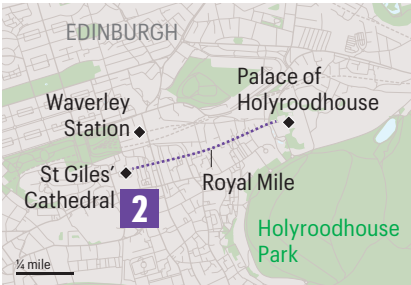 EDINBURGH
Palace of
Holyroodhouse
Waverley
Station
St Giles’
Cathedral
2
Royal Mile
Holyroodhouse
Park
¼ mile